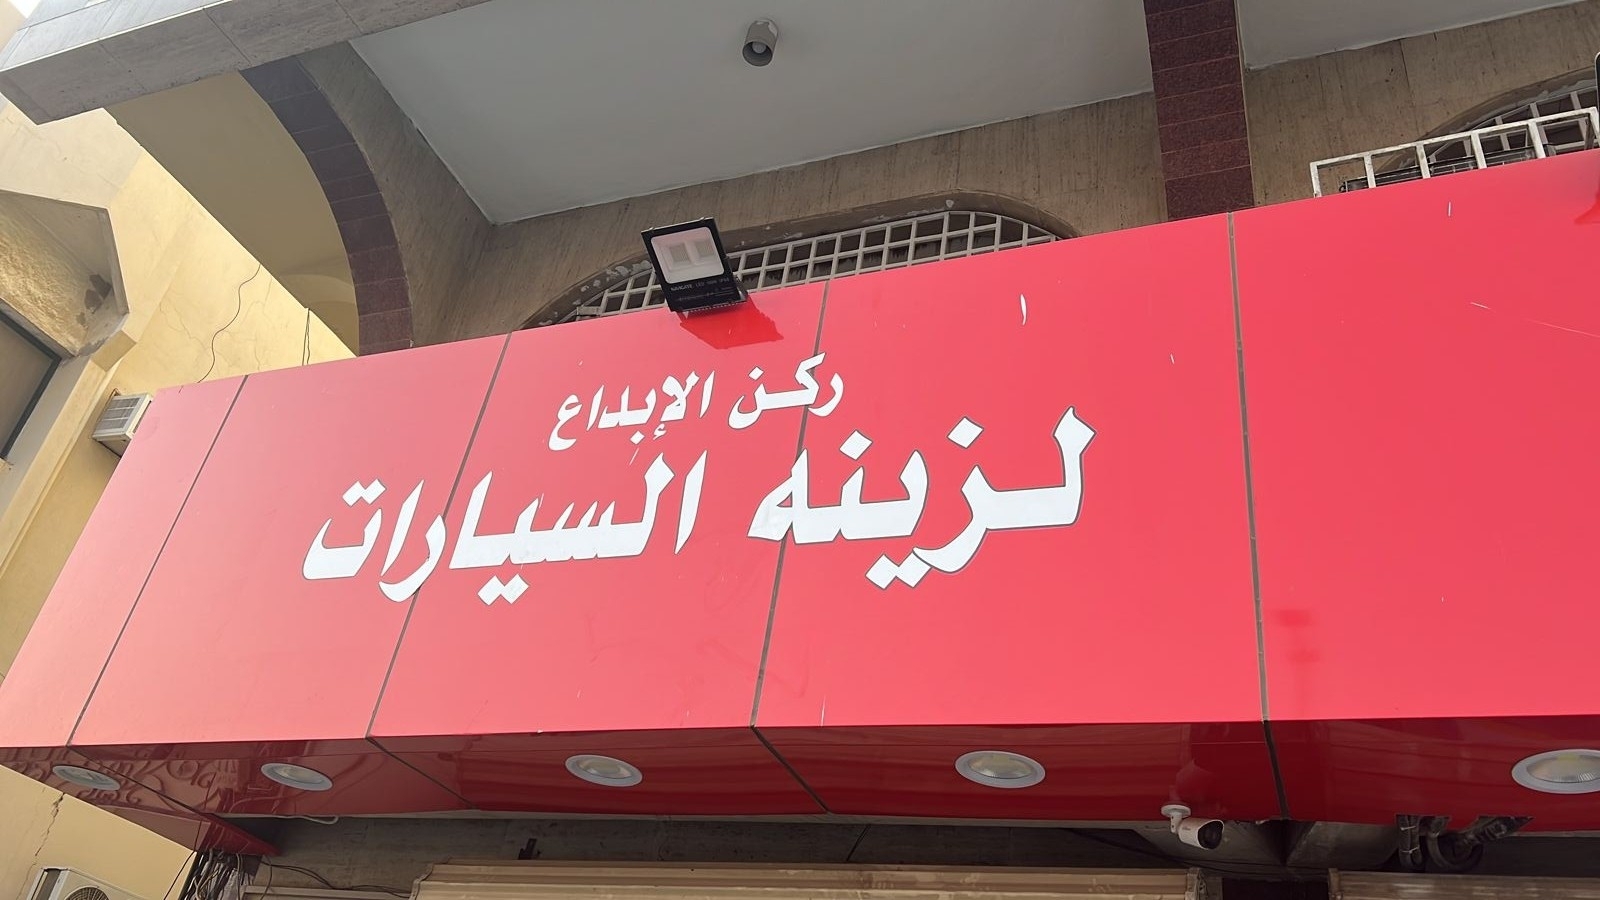 ركن الإبداع
لزينه السيارات